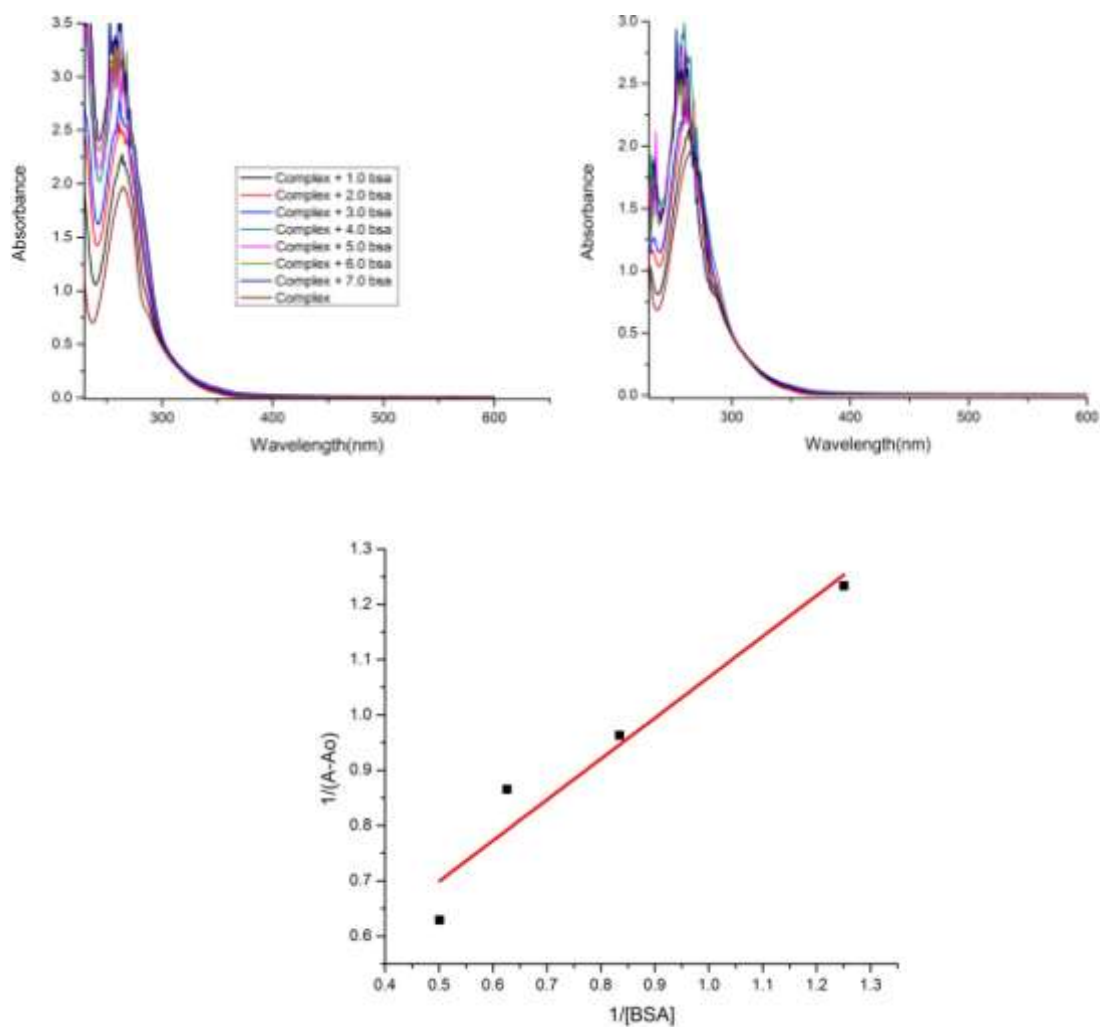 3.5
3.0
2.5
2.0
1.5
1.0
0.5
0.0
Absorbance
300
400
500
600
Wavelength(nm)
Complex + 1.0 bsa
Complex + 2.0 bsa
Complex + 3.0 bsa
Complex + 4.0 bsa
Complex + 5.0 bsa
Complex + 6.0 bsa
Complex + 7.0 bsa
Complex
3.0
2.5
2.0
1.5
1.0
0.5
0.0
Absorbance
300
400
500
600
Wavelength(nm)
1.3
1.2
1.1
1.0
0.9
0.8
0.7
0.6
1/(A-Ao)
0.4
0.5
0.6
0.7
0.8
0.9
1.0
1.1
1.2
1.3
1/[BSA]